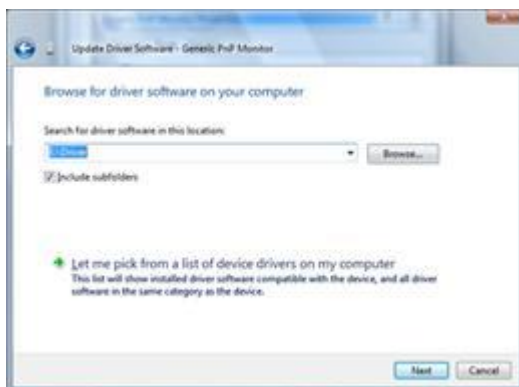 Update Driver Software - Generic PnP Monitor
Browse for driver software on your computer
Search for driver software in this location:
Browse...
Include subfolders
Let me pick from a list of device drivers on my computer
This list will show installed driver software compatible with the device, and all driver
software in the same category as the device.
Next
Cancel